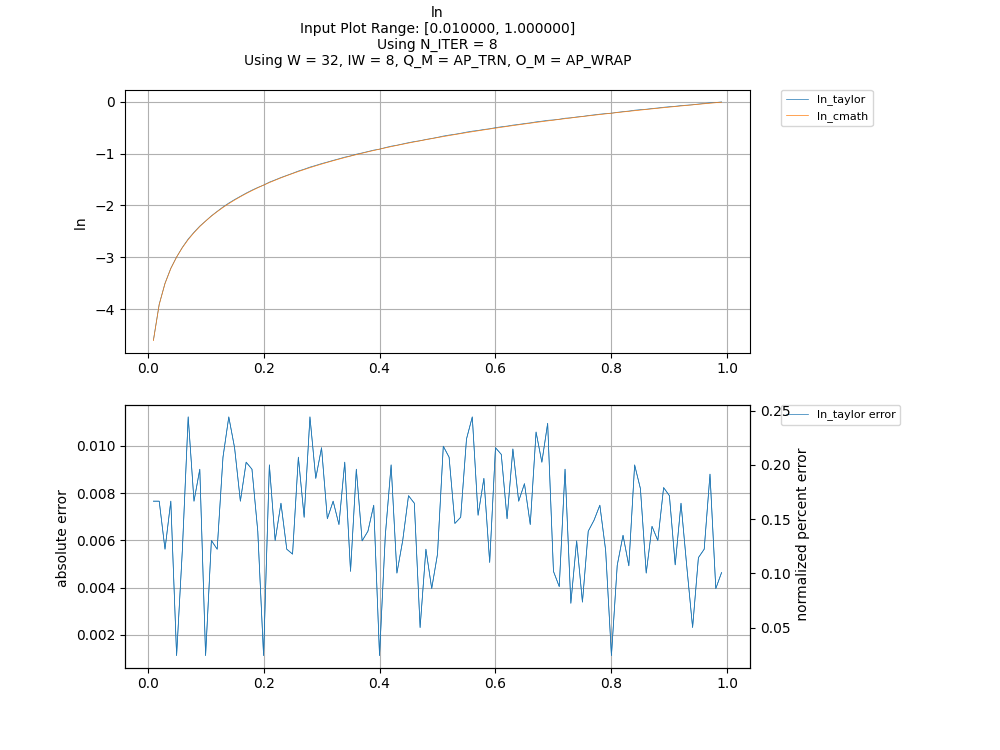 ln
Input Plot Range: [0.010000, 1.000000]
Using N_ITER = 8
Using W = 32, IW = 8, Q_M = AP_TRN, O_M = AP_WRAP
ln_taylor
ln_cmath
0
−1
−2
−3
−4
ln
0.0 0.2 0.4 0.6 0.8 1.0
ln_taylor error
0.010
0.008
0.006
0.004
0.002
absolute error
0.25
0.20
0.15
0.10
0.05
normalized percent error
0.0 0.2 0.4 0.6 0.8 1.0